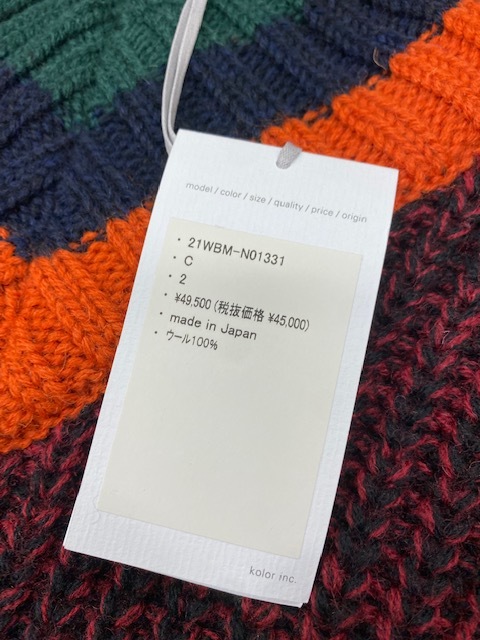 model / color / size / quality / price / origin
・21WBM-N01331
・C
・2
・¥49,500(税抜価格 ¥45,000)
・made in Japan
・ウール100%
kolor inc.